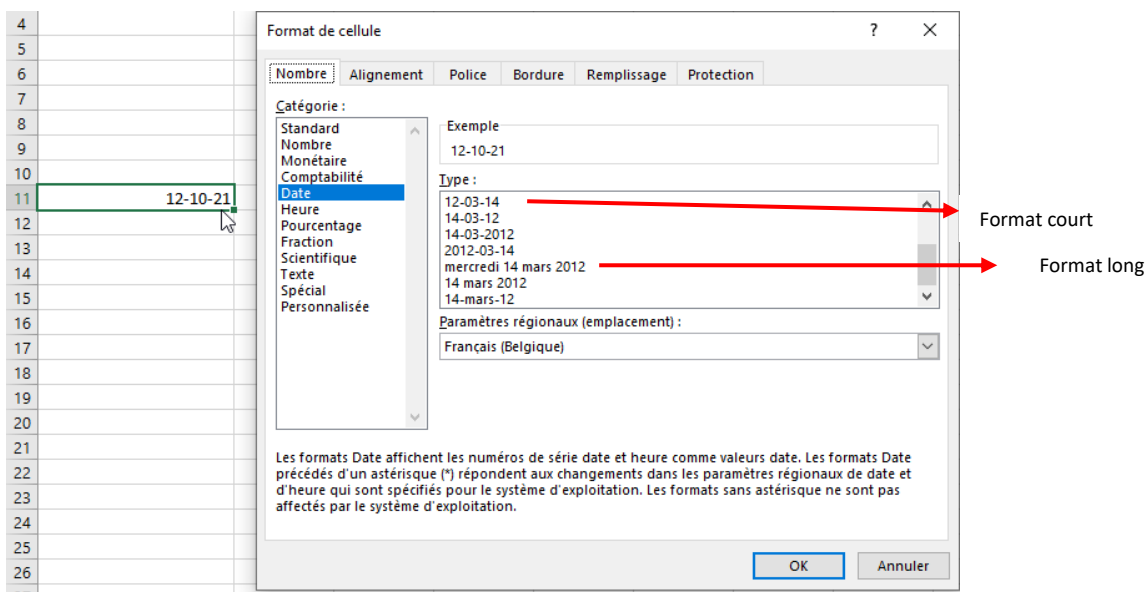 4
5
6
7
8
9
10
11
12
13
14
15
16
17
18
19
20
21
22
23
24
25
26
12-10-21
Format de cellule
?
Nombre Alignement Police Bordure Remplissage Protection
Catégorie :
Standard
Nombre
Monétaire
Comptabilité
Date
Heure
Pourcentage
Fraction
Scientifique
Texte
Spécial
Personnalisée
Exemple
12-10-21
Type :
12-03-14
14-03-12
14-03-2012
2012-03-14
mercredi 14 mars 2012
14 mars 2012
14-mars-12
Paramètres régionaux (emplacement) :
Français (Belgique)
Les formats Date affichent les numéros de série date et heure comme valeurs date. Les formats Date
précédés d'un astérisque (*) répondent aux changements dans les paramètres régionaux de date et
d'heure qui sont spécifiés pour le système d'exploitation. Les formats sans astérisque ne sont pas
affectés par le système d'exploitation.
OK Annuler
Format court
Format long